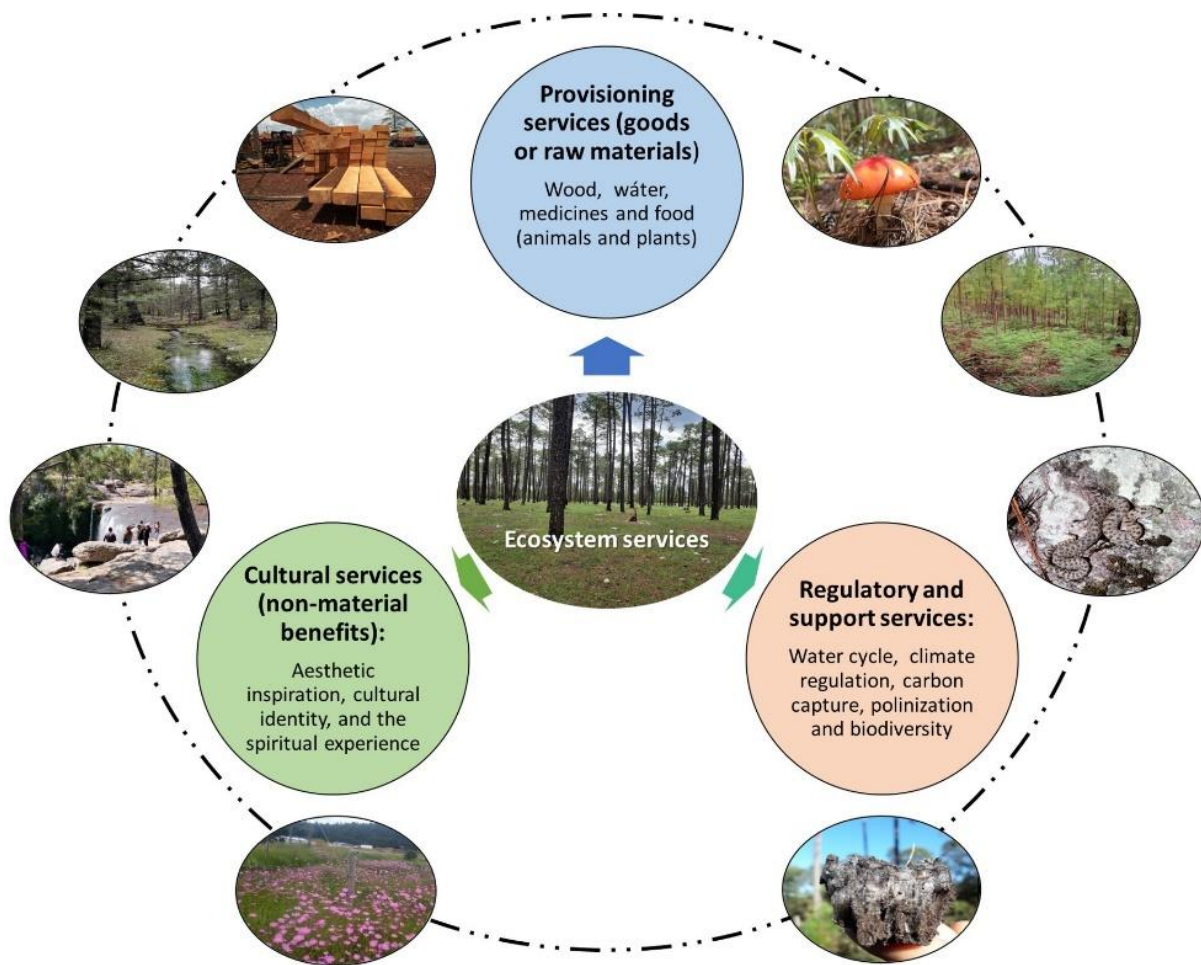 Provisioning
services (goods
or raw materials)
Wood, wáter,
medicines and food
(animals and plants)
Ecosystem services
Cultural services
(non-material
benefits):
Aesthetic
inspiration, cultural
identity, and the
spiritual experience
Regulatory and
support services:
Water cycle, climate
regulation, carbon
capture, polinization
and biodiversity